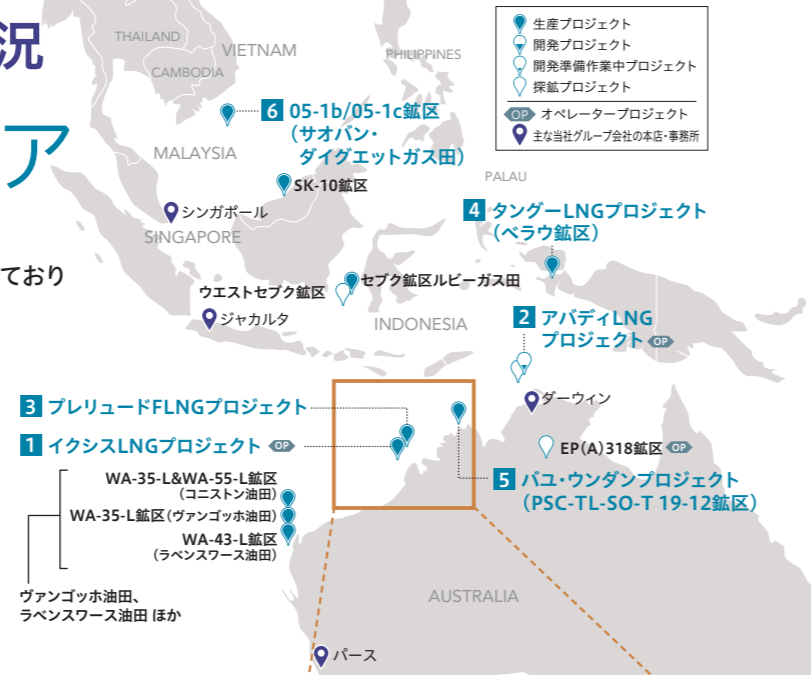 況
ア
ており
生産プロジェクト
開発プロジェクト
開発準備作業中プロジェクト
探鉱プロジェクト
OP オペレータープロジェクト
主な当社グループ会社の本店・事務所
THAILAND
VIETNAM
CAMBODIA
PHILIPPINES
6 05-1b/05-1c鉱区
(サオバン・
ダイグエットガス田)
MALAYSIA
SK-10鉱区
PALAU
シンガポール
SINGAPORE
4 タングーLNGプロジェクト
(ベラウ鉱区)
セブク鉱区ルビーガス田
ウエストセブク鉱区
ジャカルタ
INDONESIA
2 アバディLNG
プロジェクト OP
3 プレリュードFLNGプロジェクト
ダーウィン
1 イクシスLNGプロジェクト OP
EP(A)318鉱区 OP
5 バユ・ウンダンプロジェクト
(PSC-TL-SO-T 19-12鉱区)
WA-35-L&WA-55-L鉱区
(コニストン油田)
WA-35-L鉱区(ヴァンゴッホ油田)
WA-43-L鉱区
(ラベンスワース油田)
ヴァンゴッホ油田、
ラベンスワース油田 ほか
AUSTRALIA
パース